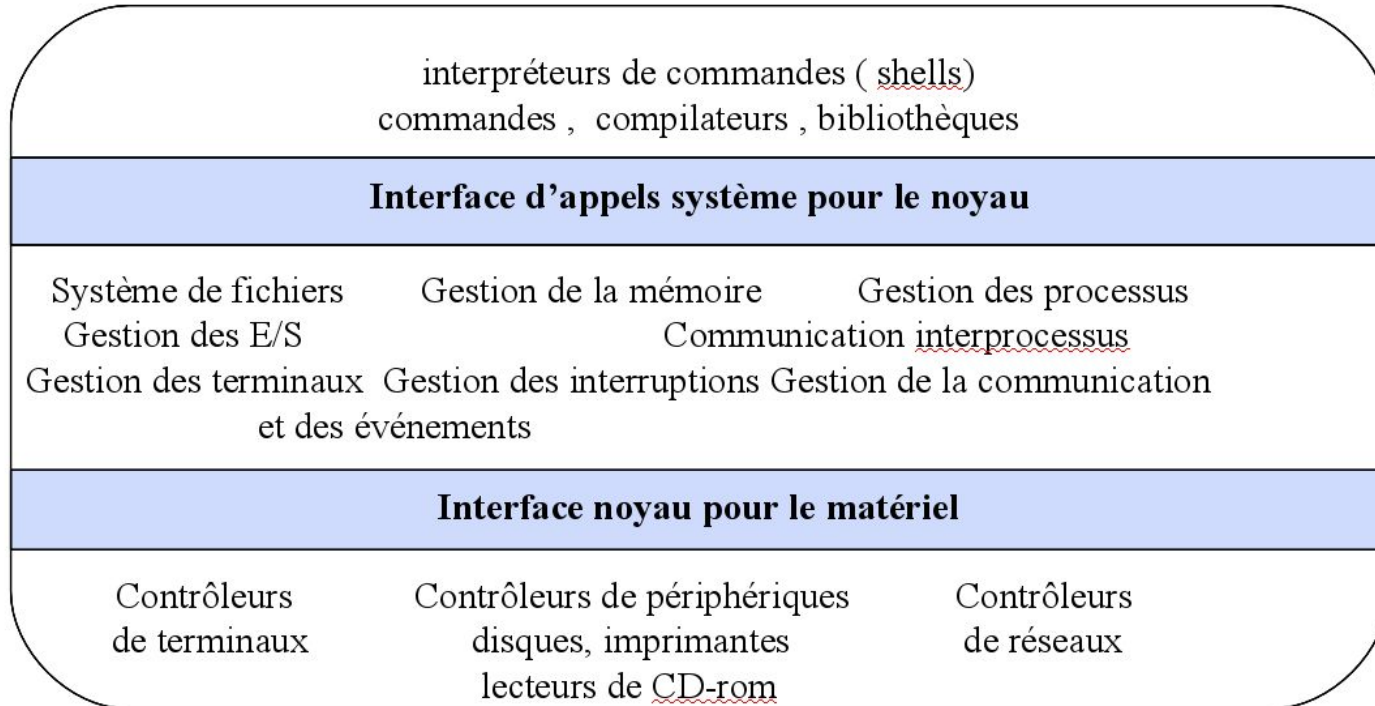 interpréteurs de commandes ( shells)
commandes , compilateurs , bibliothèques
Interface d’appels système pour le noyau
Système de fichiers Gestion de la mémoire Gestion des processus
Gestion des E/S Communication interprocessus
Gestion des terminaux Gestion des interruptions Gestion de la communication
et des événements
Interface noyau pour le matériel
Contrôleurs Contrôleurs de périphériques Contrôleurs
de terminaux disques, imprimantes de réseaux
lecteurs de CD-rom